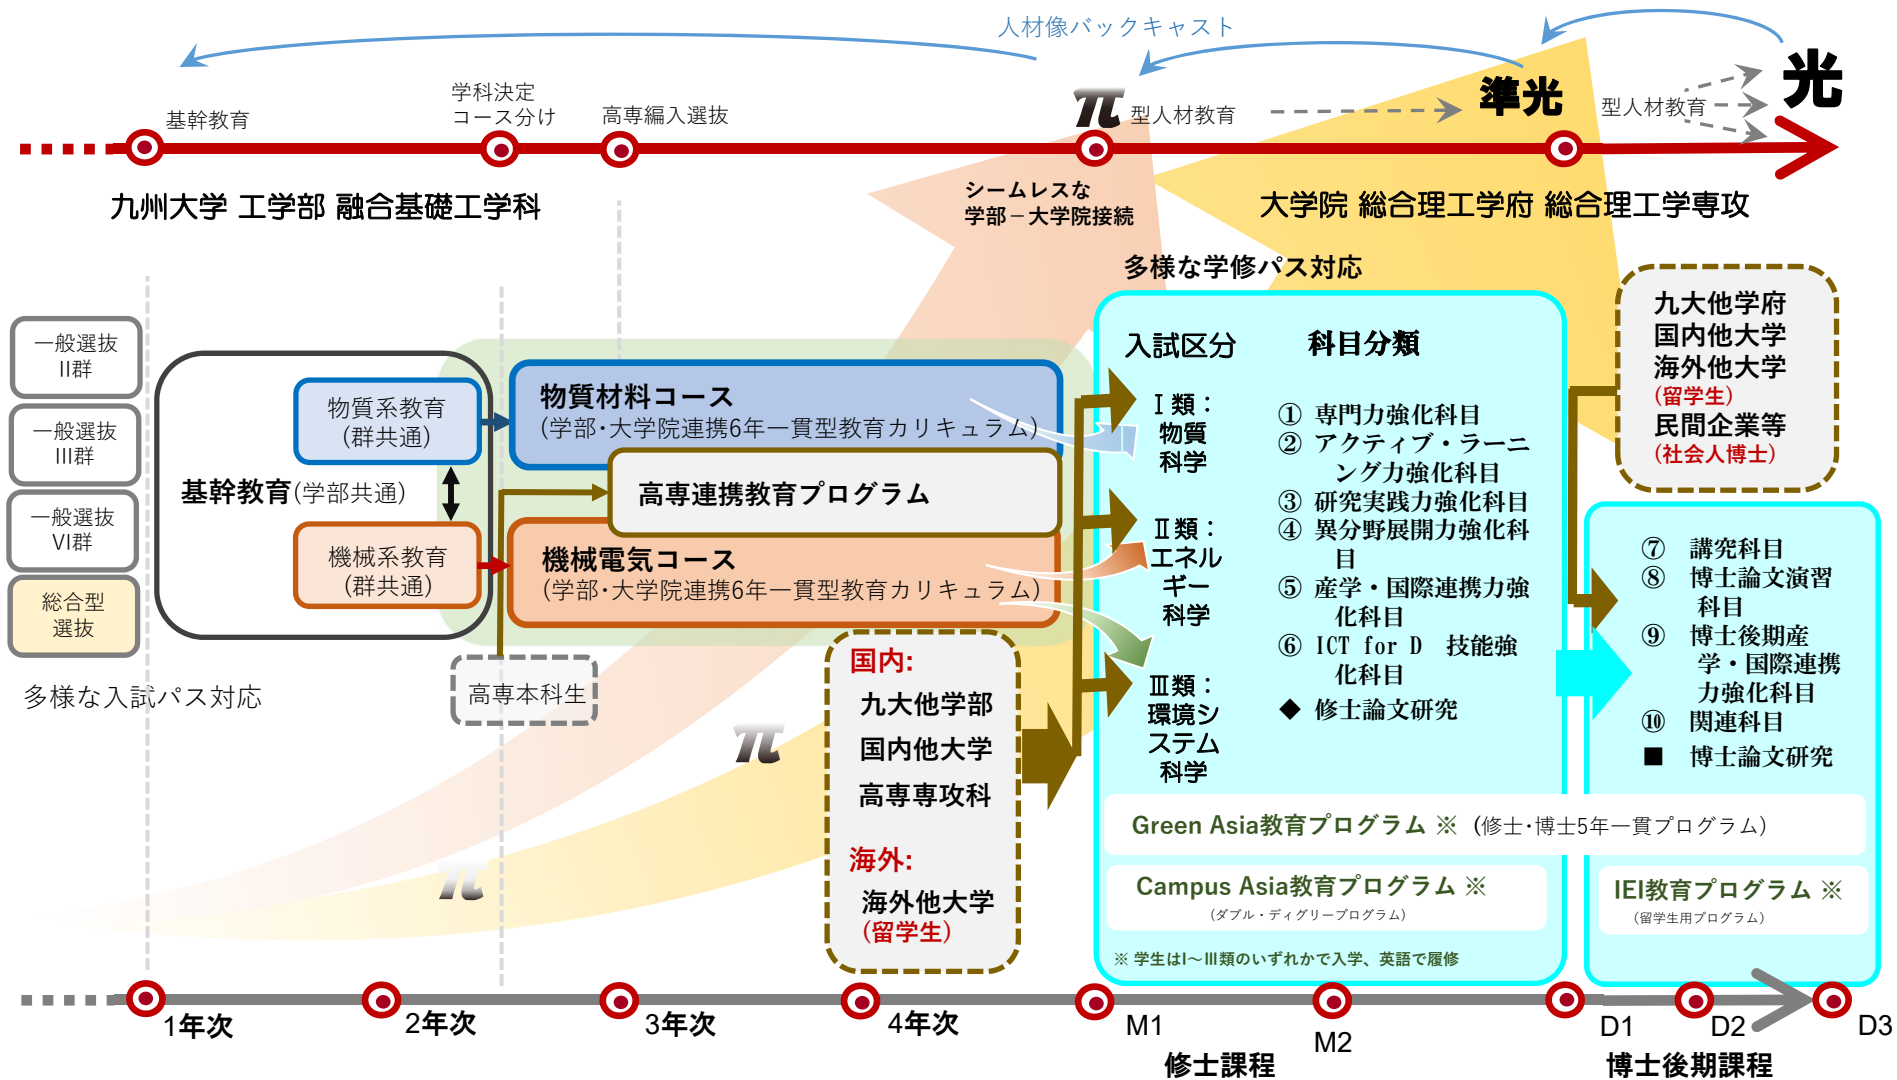 人材像バックキャスト
基幹教育
学科決定
コース分け
高専編入選抜
π
型人材教育
準光
型人材教育
光
九州大学 工学部 融合基礎工学科
シームレスな
学部－大学院接続
大学院 総合理工学府 総合理工学専攻
多様な学修パス対応
一般選抜
II群
一般選抜
III群
一般選抜
VI群
総合型
選抜
多様な入試パス対応
基幹教育(学部共通)
物質系教育
(群共通)
機械系教育
(群共通)
物質材料コース
(学部･大学院連携6年一貫型教育カリキュラム)
高専連携教育プログラム
機械電気コース
(学部･大学院連携6年一貫型教育カリキュラム)
高専本科生
π
π
国内:
九大他学部
国内他大学
高専専攻科
海外:
海外他大学
(留学生)
入試区分
Ⅰ類：
物質
科学
Ⅱ類：
エネル
ギー
科学
Ⅲ類：
環境シ
ステム
科学
科目分類
① 専門力強化科目
② アクティブ・ラーニ
ング力強化科目
③ 研究実践力強化科目
④ 異分野展開力強化科
目
⑤ 産学・国際連携力強
化科目
⑥ ICT for D 技能強
化科目
◆ 修士論文研究
九大他学府
国内他大学
海外他大学
(留学生)
民間企業等
(社会人博士)
⑦ 講究科目
⑧ 博士論文演習
科目
⑨ 博士後期産
学・国際連携
力強化科目
⑩ 関連科目
■ 博士論文研究
Green Asia教育プログラム ※ (修士･博士5年一貫プログラム)
Campus Asia教育プログラム ※
(ダブル・ディグリープログラム)
IEI教育プログラム ※
(留学生用プログラム)
※ 学生はI～III類のいずれかで入学、英語で履修
1年次
2年次
3年次
4年次
M1
M2
D1
D2
D3
修士課程
博士後期課程